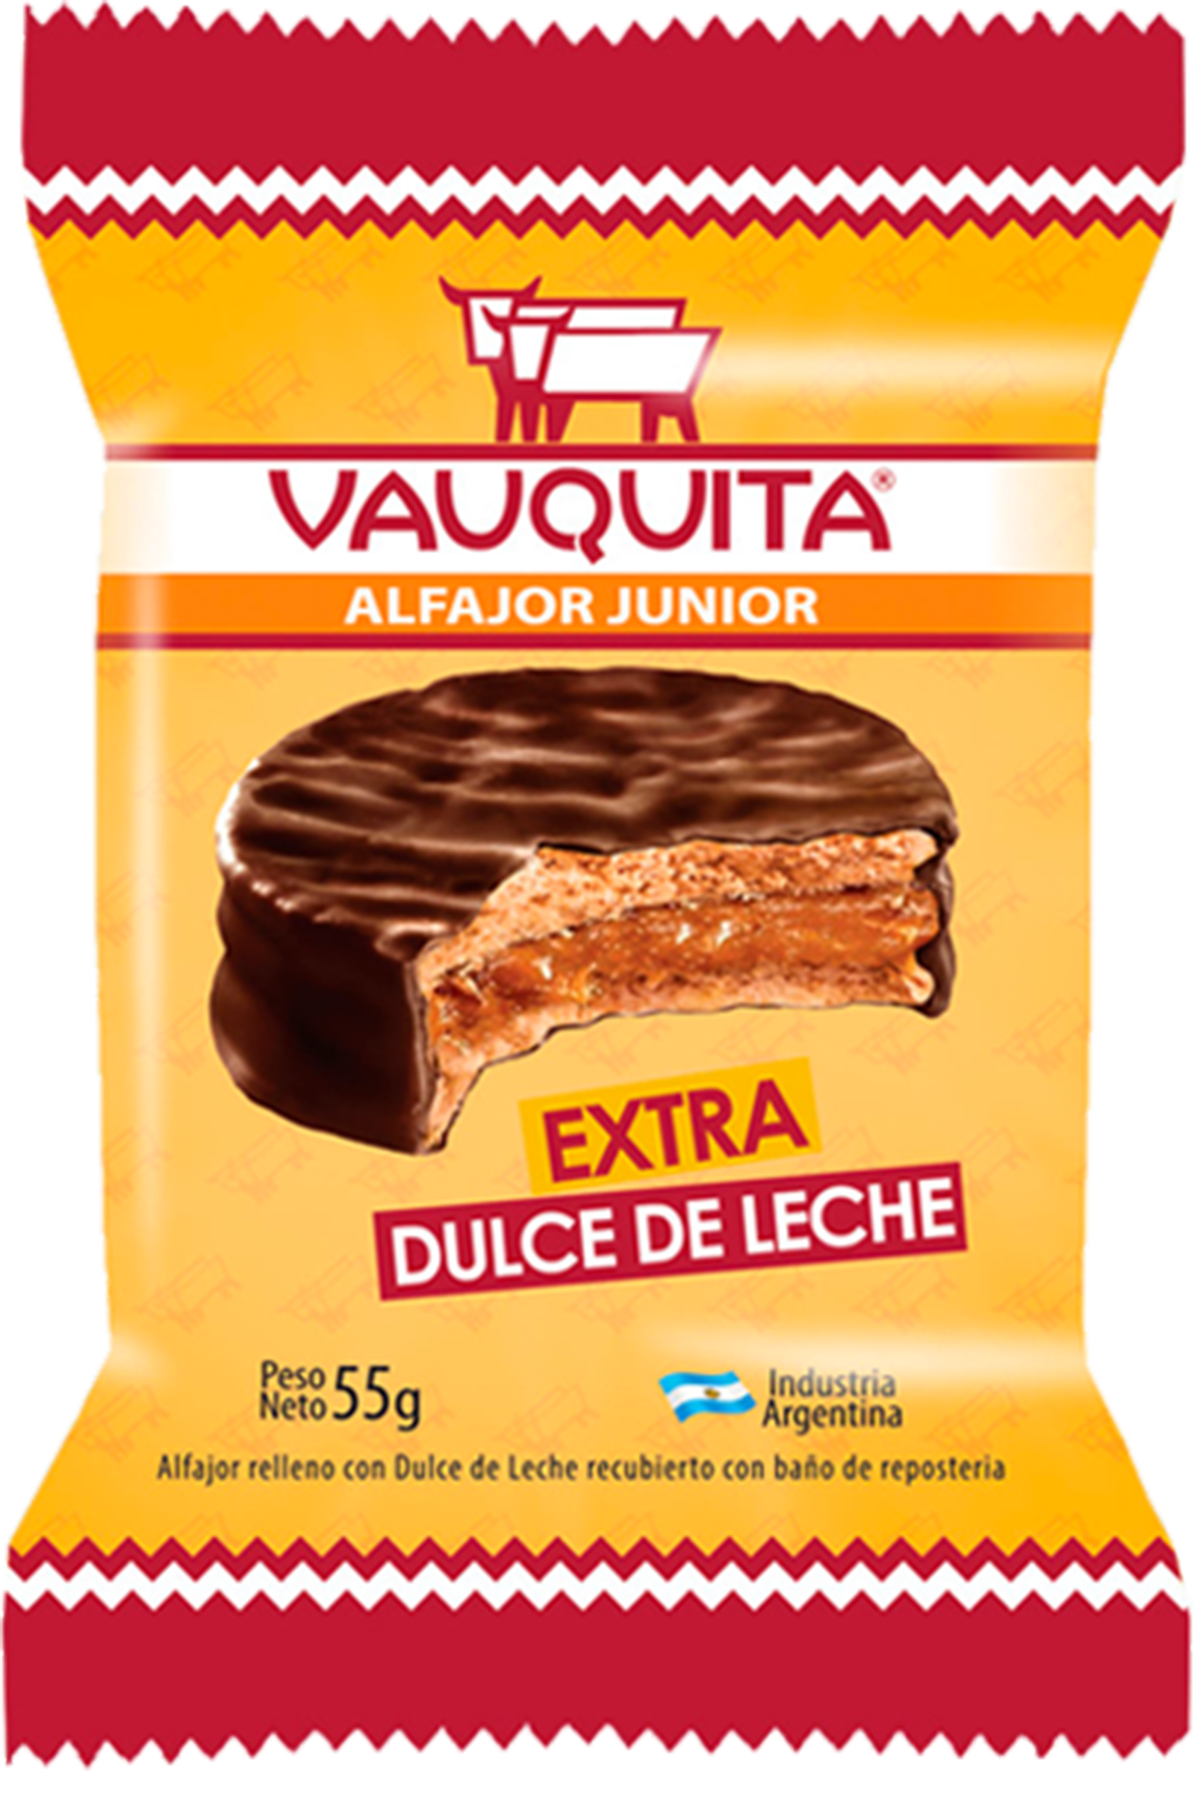 VAUQUITA®
ALFAJOR JUNIOR
EXTRA
DULCE DE LECHE
Peso
Neto 55g
Industria
Argentina
Alfajor relleno con Dulce de Leche recubierto con baño de reposteria